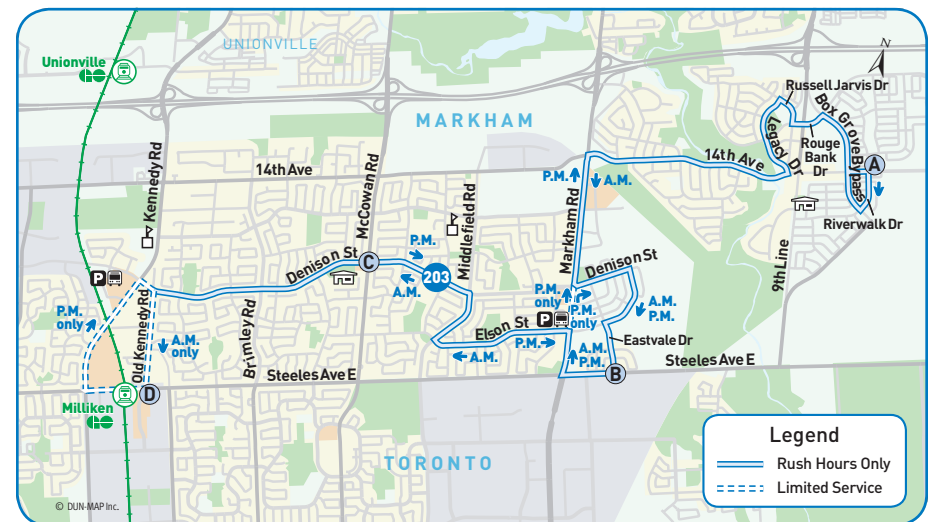 Unionville
UNIONVILLE
N
Russell Jarvis Dr
MARKHAM
Box Grove Bypass
Legacy Dr
Rouge
Bank
Dr
A
14th Ave
14th Ave
P.M.
A.M.
Kennedy Rd
McCowan Rd
Middlefield Rd
Markham Rd
Riverwalk Dr
9th Line
Denison St
C
P.M.
203
A.M.
Denison St
P
P.M.
only
Old Kennedy Rd
A.M.
only
Brimley Rd
P.M.
only
P.M.
only
A.M.
P.M.
Elson St
P
A.M.
P.M.
Eastvale Dr
A.M.
P.M.
Steeles Ave E
Steeles Ave E
B
D
Milliken
TORONTO
Legend
Rush Hours Only
Limited Service
© DUN-MAP Inc.